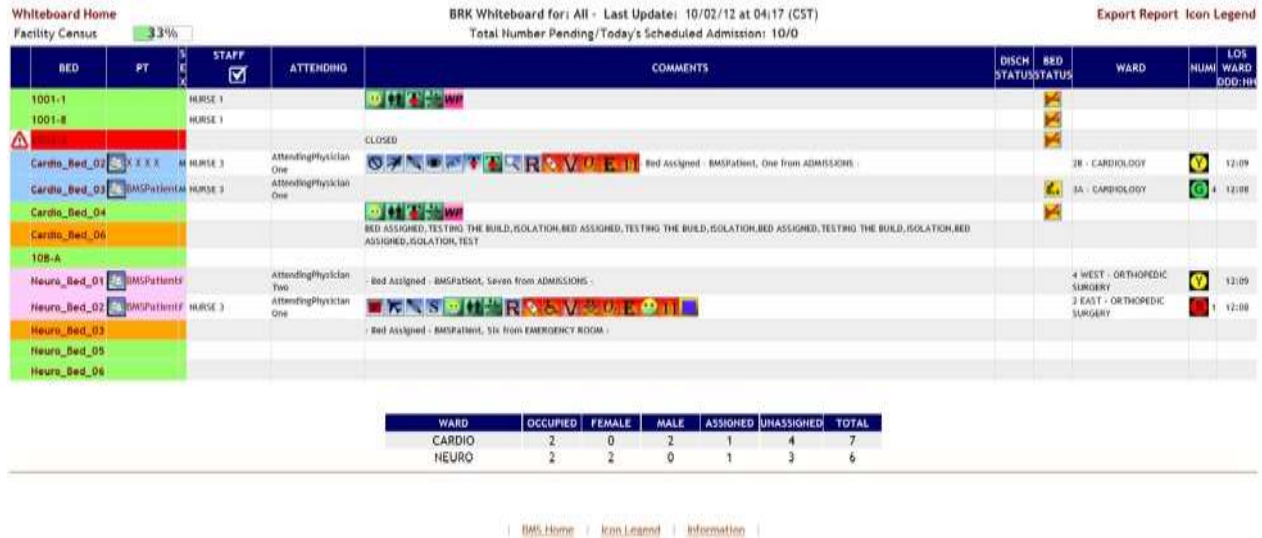 Whiteboard Home
BRK Whiteboard for: All - Last Update: 10/02/12 at 04:17 (CST)
Export Report Icon Legend
Facility Census 33%
Total Number Pending/Today's Scheduled Admission: 10/0
BED PT SEX STAFF ATTENDING COMMENTS DISCH STATUS BED STATUS WARD NUMI LOS WARD DDD:HH
1001-1 NURSE 1 WP
1001-8 NURSE 1
CLOSED
Cardio_Bed_02 X X X X M NURSE 3 AttendingPhysician One R V O E Bed Assigned - BMSPatient, One from ADMISSIONS - 2B - CARDIOLOGY Y 12:09
Cardio_Bed_03 BMSPatient M NURSE 3 AttendingPhysician One 3A - CARDIOLOGY G 4 12:08
Cardio_Bed_04 WP
Cardio_Bed_06 BED ASSIGNED, TESTING THE BUILD, ISOLATION,BED ASSIGNED, TESTING THE BUILD, ISOLATION,BED ASSIGNED, TESTING THE BUILD, ISOLATION,BED
ASSIGNED, ISOLATION, TEST
10B-A
Neuro_Bed_01 BMSPatient F AttendingPhysician Two - Bed Assigned - BMSPatient, Seven from ADMISSIONS - 4 WEST - ORTHOPEDIC SURGERY Y 12:09
Neuro_Bed_02 BMSPatient F NURSE 3 AttendingPhysician One S R V O E 2 EAST - ORTHOPEDIC SURGERY 1 12:08
Neuro_Bed_03 - Bed Assigned - BMSPatient, Six from EMERGENCY ROOM -
Neuro_Bed_05
Neuro_Bed_06
WARD OCCUPIED FEMALE MALE ASSIGNED UNASSIGNED TOTAL
CARDIO 2 0 2 1 4 7
NEURO 2 2 0 1 3 6
| BMS Home | Icon Legend | Information |